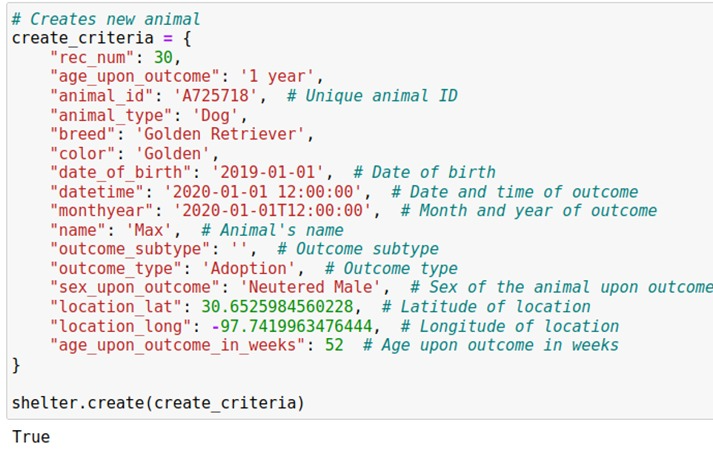 # Creates new animal
create_criteria = {
    "rec_num": 30,
    "age_upon_outcome": '1 year',
    "animal_id": 'A725718',  # Unique animal ID
    "animal_type": 'Dog',
    "breed": 'Golden Retriever',
    "color": 'Golden',
    "date_of_birth": '2019-01-01',  # Date of birth
    "datetime": '2020-01-01 12:00:00',  # Date and time of outcome
    "monthyear": '2020-01-01T12:00:00',  # Month and year of outcome
    "name": 'Max',  # Animal's name
    "outcome_subtype": '',  # Outcome subtype
    "outcome_type": 'Adoption',  # Outcome type
    "sex_upon_outcome": 'Neutered Male',  # Sex of the animal upon outcome
    "location_lat": 30.6525984560228,  # Latitude of location
    "location_long": -97.7419963476444,  # Longitude of location
    "age_upon_outcome_in_weeks": 52  # Age upon outcome in weeks
}
shelter.create(create_criteria)
True